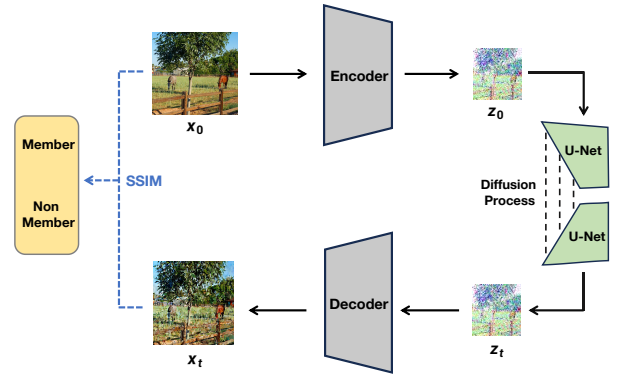 Encoder
x0
z0
U-Net
Member
Non
Member
SSIM
Diffusion
Process
U-Net
Decoder
xt
zt